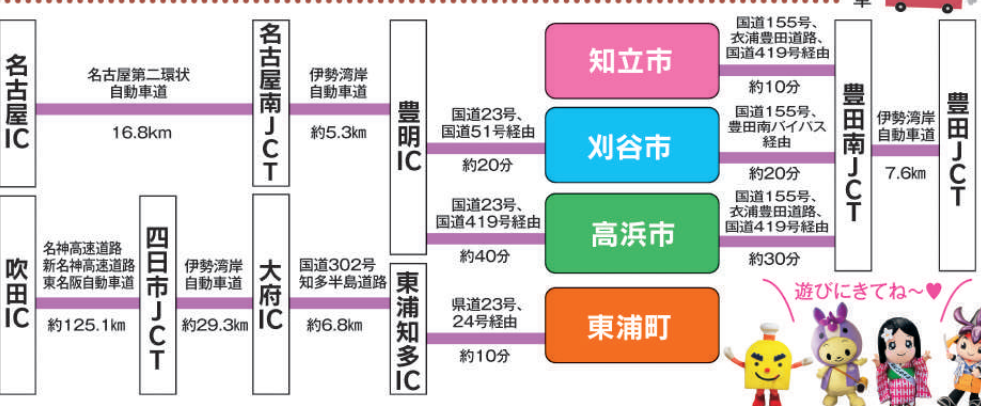 車
名古屋IC
名古屋第二環状
自動車道
16.8km
名古屋南JCT
伊勢湾岸
自動車道
約5.3km
豊明IC
国道23号、
国道51号経由
約20分
国道23号、
国道419号経由
約40分
知立市
刈谷市
高浜市
東浦町
国道155号、
衣浦豊田道路、
国道419号経由
約10分
国道155号、
豊田南バイパス
経由
約20分
国道155号、
衣浦豊田道路、
国道419号経由
約30分
豊田南JCT
伊勢湾岸
自動車道
7.6km
豊田JCT
吹田IC
名神高速道路
新名神高速道路
東名阪自動車道
約125.1km
四日市JCT
伊勢湾岸
自動車道
約29.3km
大府IC
国道302号
知多半島道路
約6.8km
東浦知多IC
県道23号、
24号経由
約10分
遊びにきてね〜♥